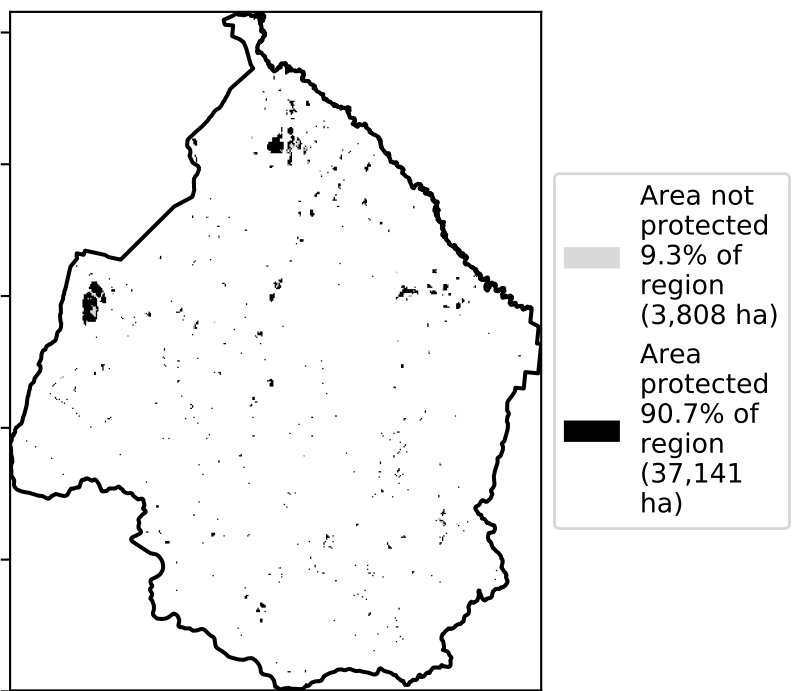 Area not
protected
9.3% of
region
(3,808 ha)
Area
protected
90.7% of
region
(37,141
ha)